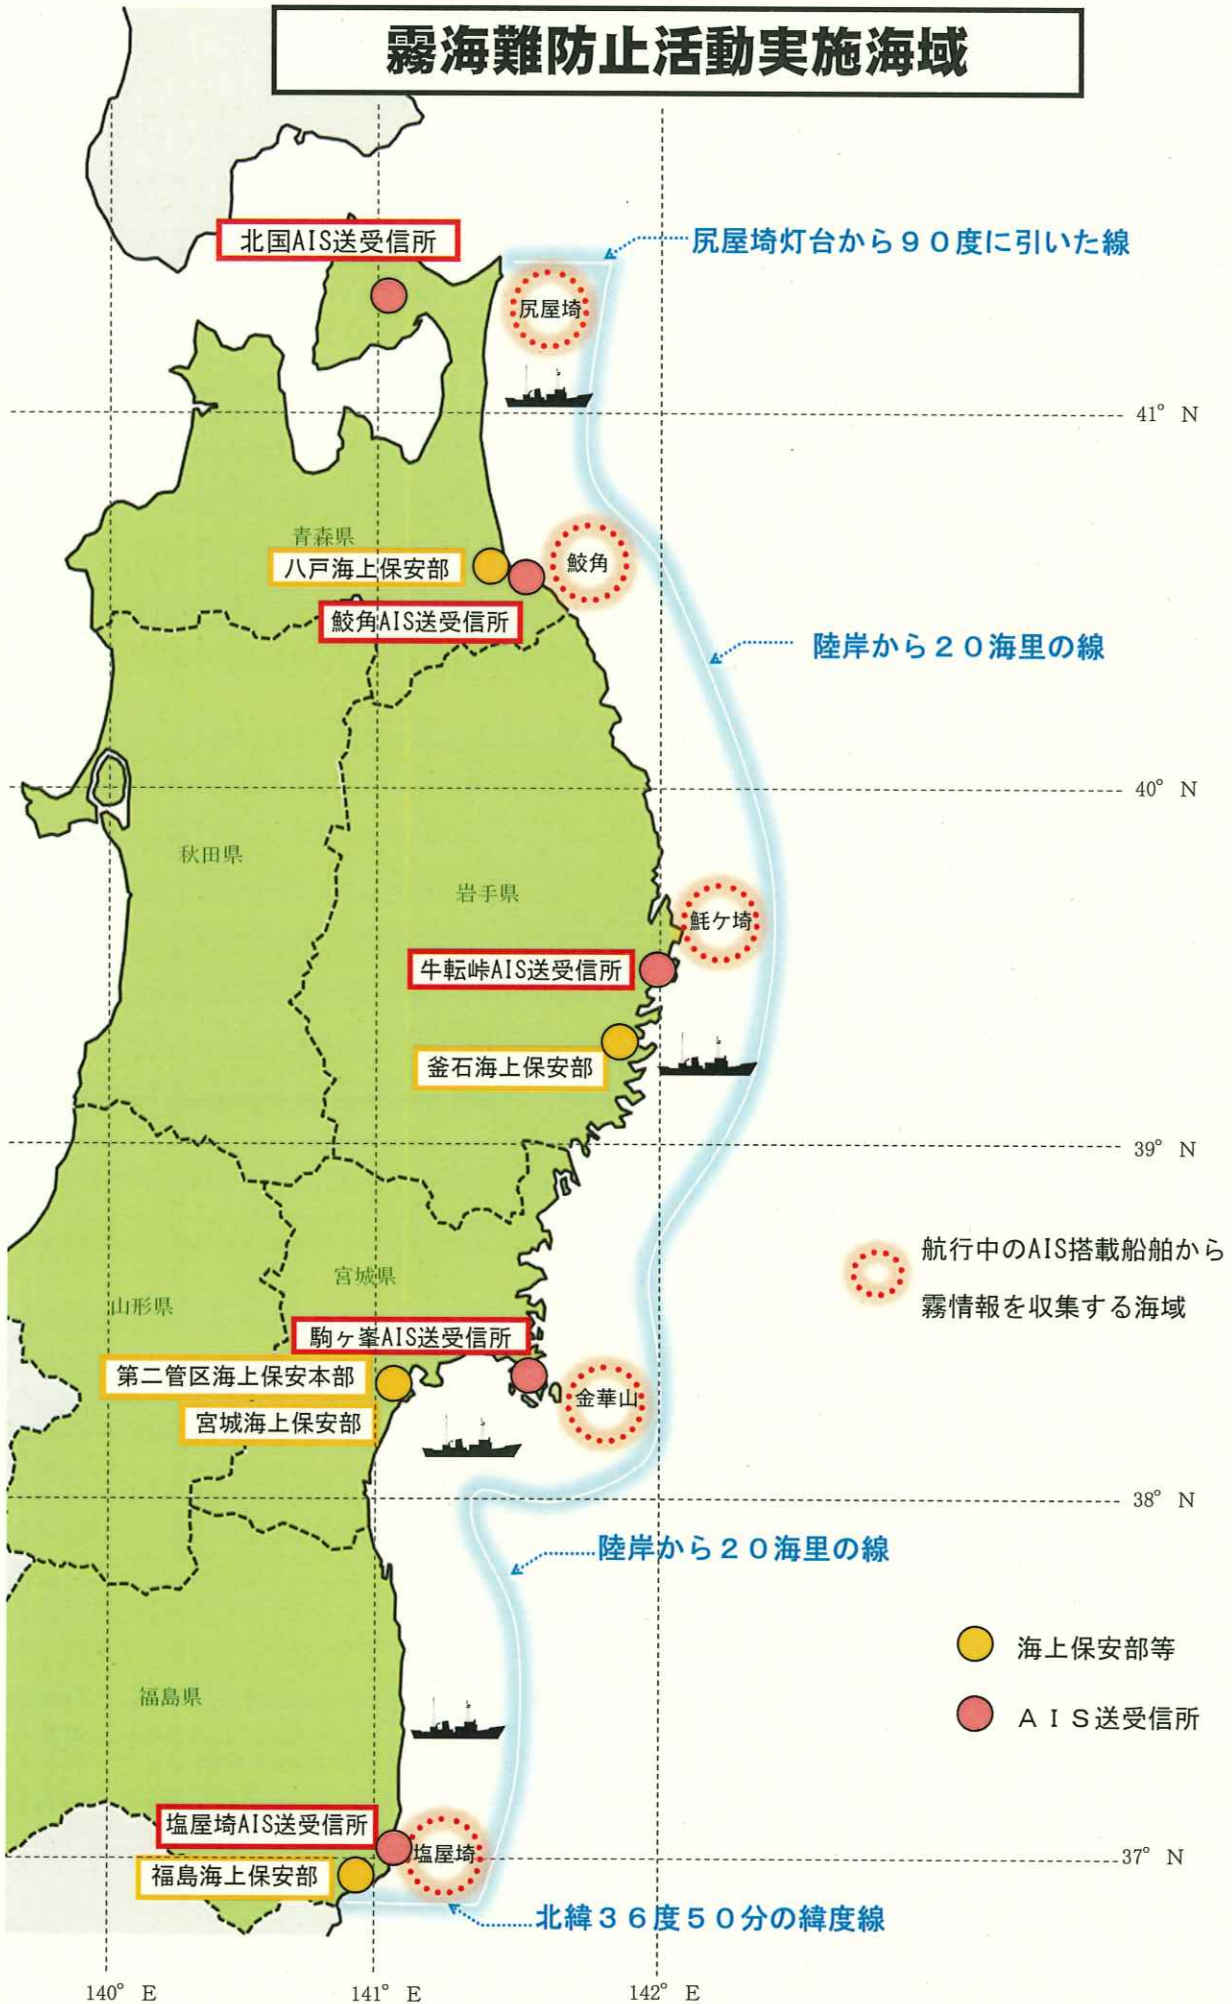 霧海難防止活動実施海域
北国AIS送受信所
尻屋埼灯台から９０度に引いた線
尻屋埼
41° N
青森県
八戸海上保安部
鮫角
鮫角AIS送受信所
陸岸から２０海里の線
40° N
秋田県
岩手県
魹ケ埼
牛転峠AIS送受信所
釜石海上保安部
39° N
航行中のAIS搭載船舶から
霧情報を収集する海域
宮城県
山形県
駒ヶ峯AIS送受信所
第二管区海上保安本部
金華山
宮城海上保安部
38° N
陸岸から２０海里の線
海上保安部等
福島県
ＡＩＳ送受信所
塩屋埼AIS送受信所
塩屋埼
37° N
福島海上保安部
北緯３６度５０分の緯度線
140° E
141° E
142° E